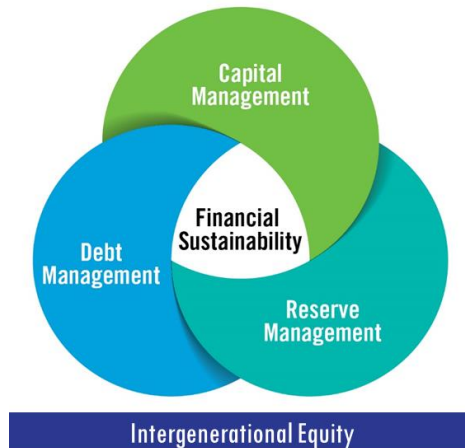 Capital
Management
Financial
Sustainability
Debt
Management
Reserve
Management
Intergenerational Equity